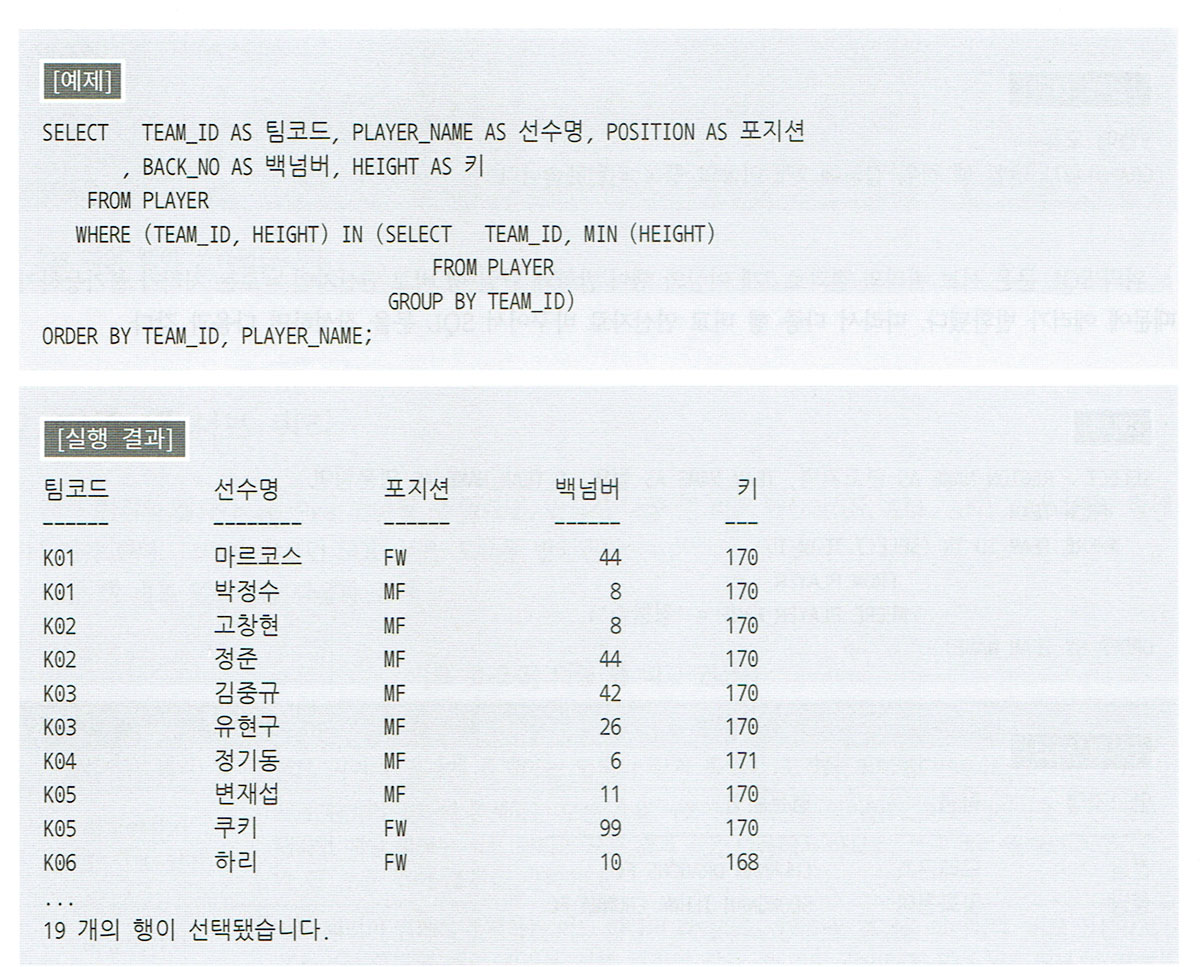 [예제]
SELECT TEAM_ID AS 팀코드, PLAYER_NAME AS 선수명, POSITION AS 포지션
, BACK_NO AS 백넘버, HEIGHT AS 키
FROM PLAYER
WHERE (TEAM_ID, HEIGHT) IN (SELECT TEAM_ID, MIN (HEIGHT)
FROM PLAYER
GROUP BY TEAM_ID)
ORDER BY TEAM_ID, PLAYER_NAME;
[실행 결과]
팀코드 선수명 포지션 백넘버 키
------ -------- ------ ------ ---
K01 마르코스 FW 44 170
K01 박정수 MF 8 170
K02 고창현 MF 8 170
K02 정준 MF 44 170
K03 김중규 MF 42 170
K03 유현구 MF 26 170
K04 정기동 MF 6 171
K05 변재섭 MF 11 170
K05 쿠키 FW 99 170
K06 하리 FW 10 168
...
19 개의 행이 선택됐습니다.